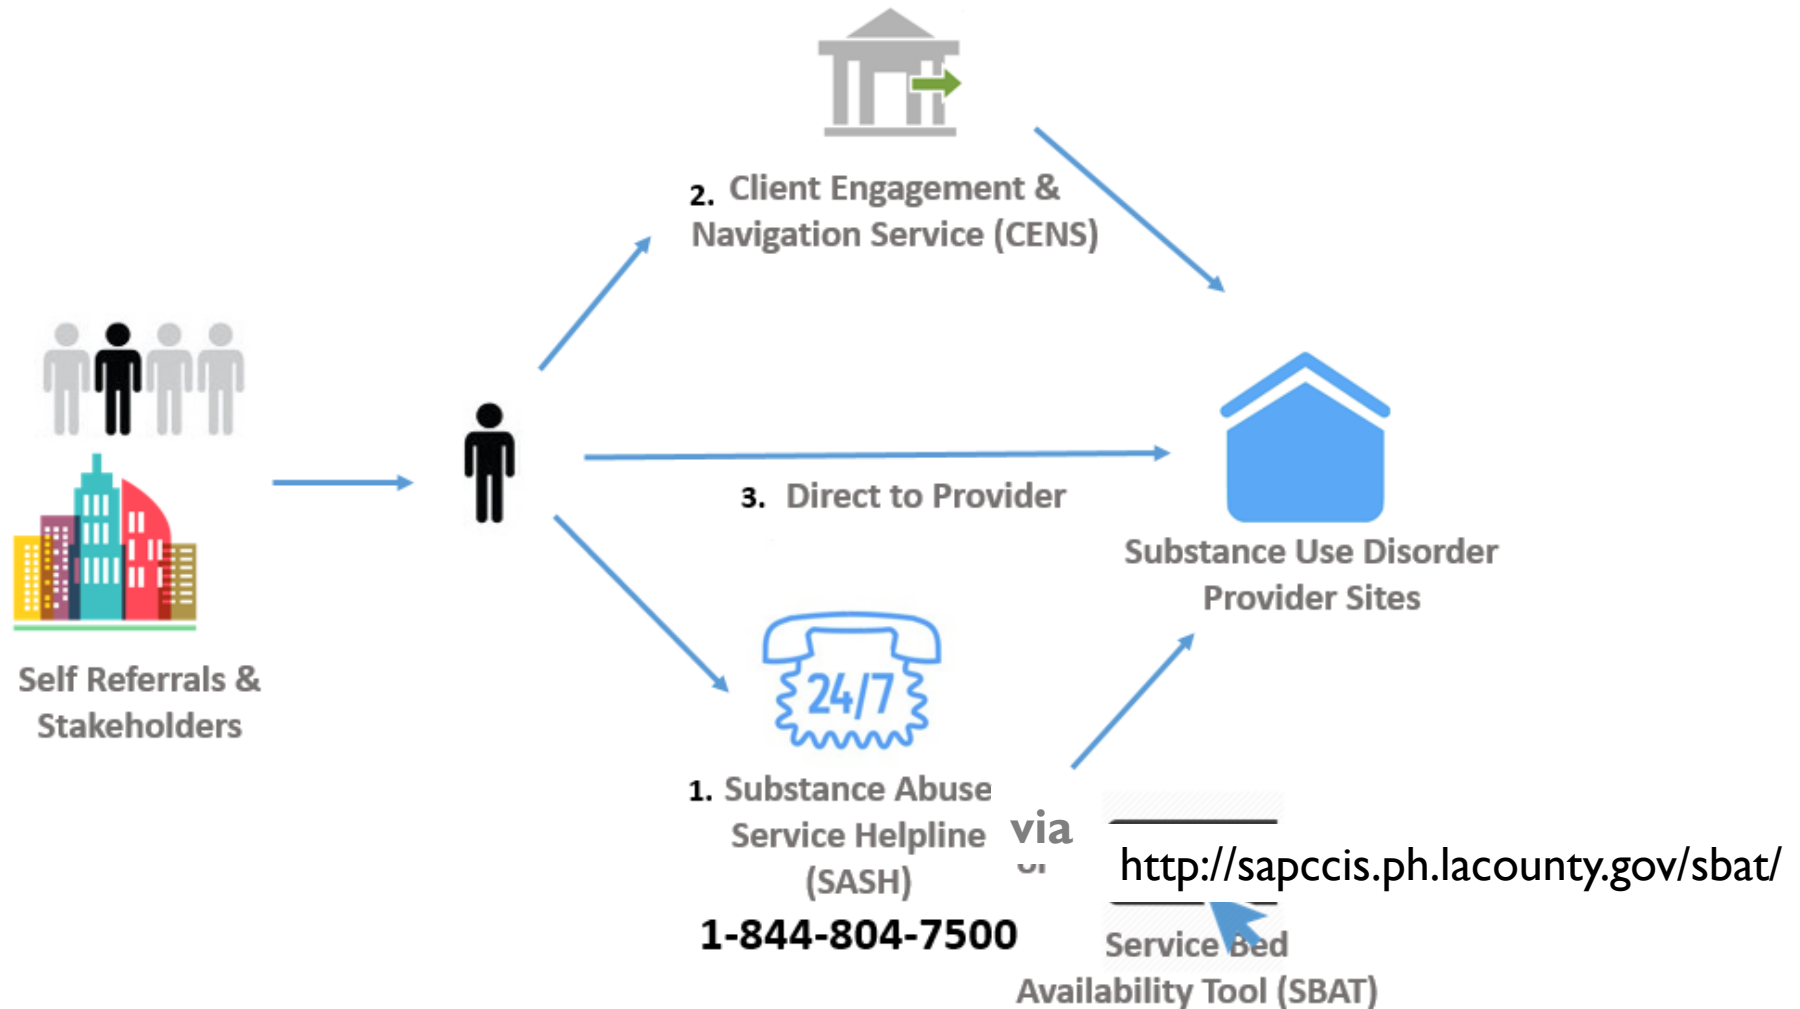 2. Client Engagement &
Navigation Service (CENS)
3. Direct to Provider
Substance Use Disorder
Provider Sites
Self Referrals &
Stakeholders
24/7
1. Substance Abuse
Service Helpline
(SASH)
1-844-804-7500
via
http://sapccis.ph.lacounty.gov/sbat/
Service Bed
Availability Tool (SBAT)